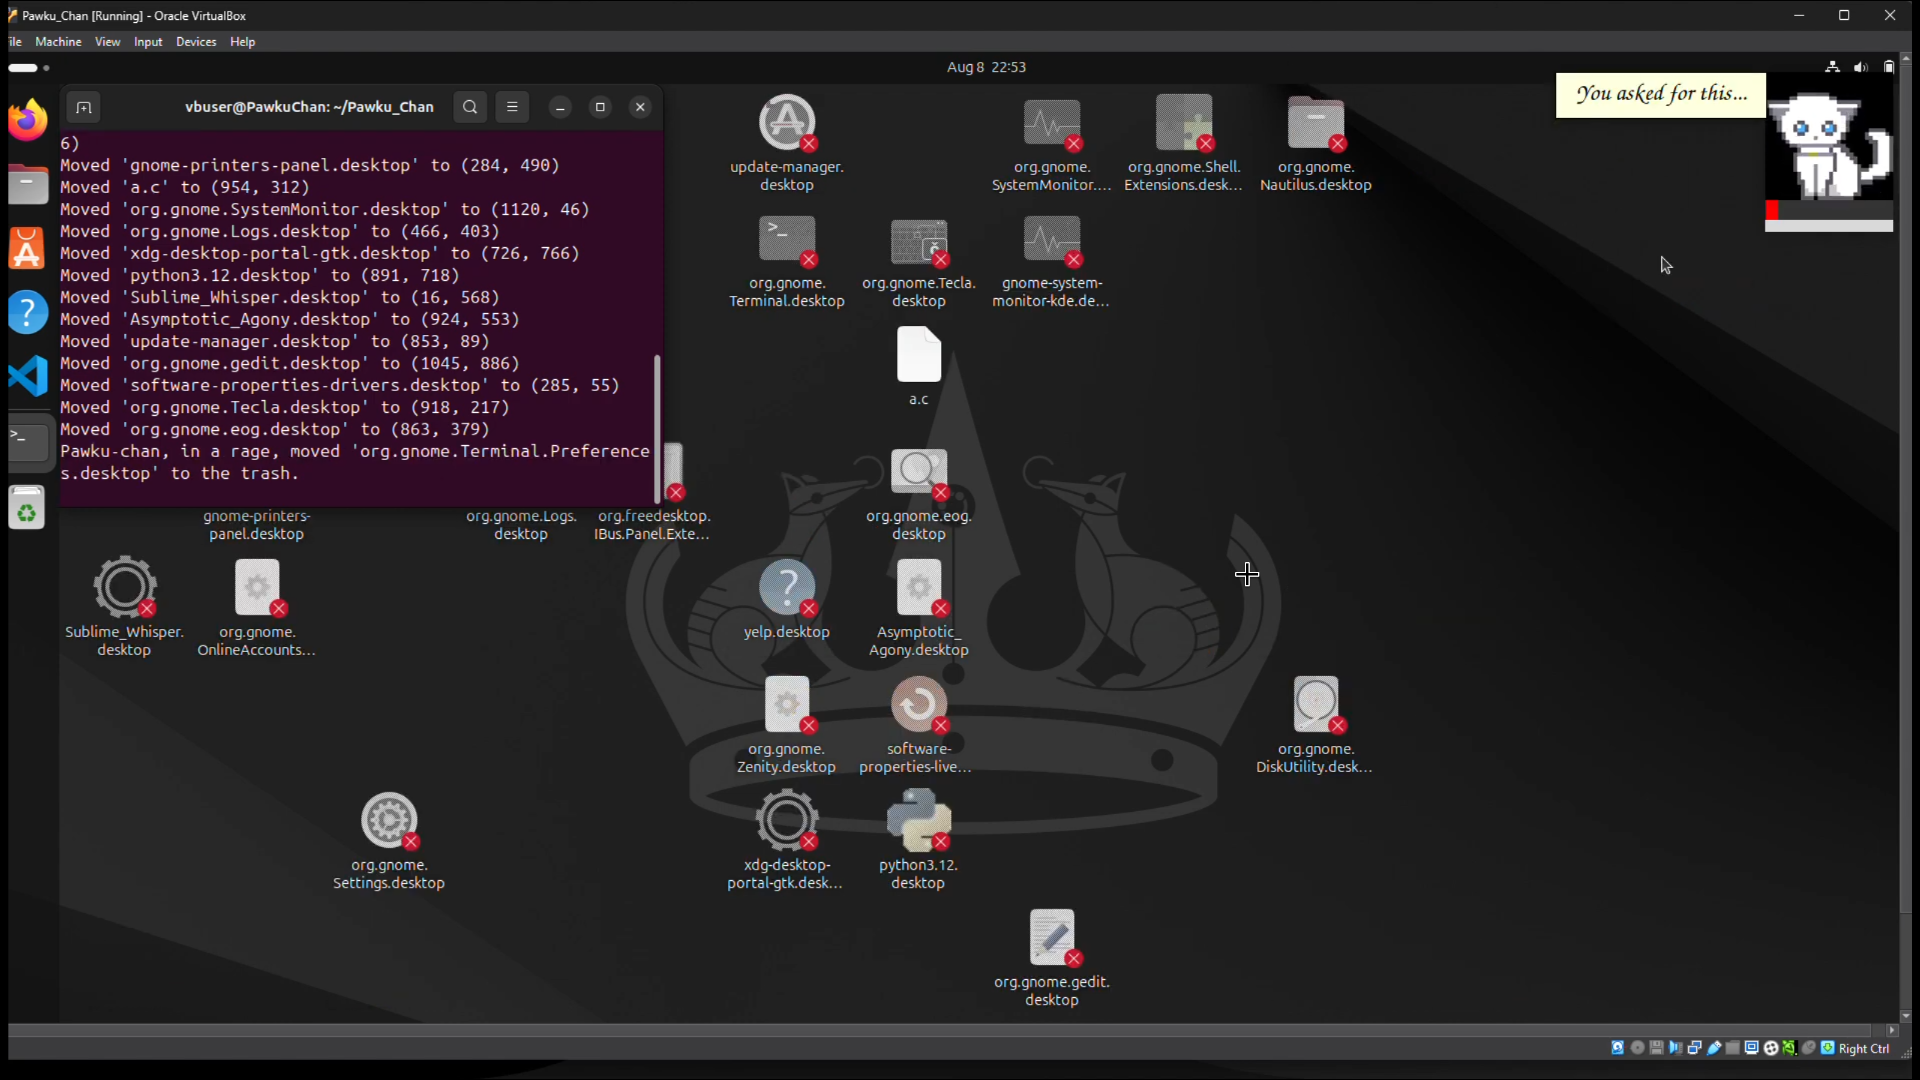 Pawku_Chan [Running] - Oracle VirtualBox
ile Machine View Input Devices Help
Aug 8 22:53
vbuser@PawkuChan: ~/Pawku_Chan
6)
Moved 'gnome-printers-panel.desktop' to (284, 490)
Moved 'a.c' to (954, 312)
Moved 'org.gnome.SystemMonitor.desktop' to (1120, 46)
Moved 'org.gnome.Logs.desktop' to (466, 403)
Moved 'xdg-desktop-portal-gtk.desktop' to (726, 766)
Moved 'python3.12.desktop' to (891, 718)
Moved 'Sublime_Whisper.desktop' to (16, 568)
Moved 'Asymptotic_Agony.desktop' to (924, 553)
Moved 'update-manager.desktop' to (853, 89)
Moved 'org.gnome.gedit.desktop' to (1045, 886)
Moved 'software-properties-drivers.desktop' to (285, 55)
Moved 'org.gnome.Tecla.desktop' to (918, 217)
Moved 'org.gnome.eog.desktop' to (863, 379)
Pawku-chan, in a rage, moved 'org.gnome.Terminal.Preference
s.desktop' to the trash.
You asked for this...
update-manager.
desktop
org.gnome.
SystemMonitor....
org.gnome.Shell.
Extensions.desk...
org.gnome.
Nautilus.desktop
org.gnome.
Terminal.desktop
org.gnome.Tecla.
desktop
gnome-system-
monitor-kde.de...
a.c
gnome-printers-
panel.desktop
org.gnome.Logs.
desktop
org.freedesktop.
IBus.Panel.Exte...
org.gnome.eog.
desktop
Sublime_Whisper.
desktop
org.gnome.
OnlineAccounts...
yelp.desktop
Asymptotic_
Agony.desktop
org.gnome.
Zenity.desktop
software-
properties-live...
org.gnome.
DiskUtility.desk...
org.gnome.
Settings.desktop
xdg-desktop-
portal-gtk.desk...
python3.12.
desktop
org.gnome.gedit.
desktop
Right Ctrl